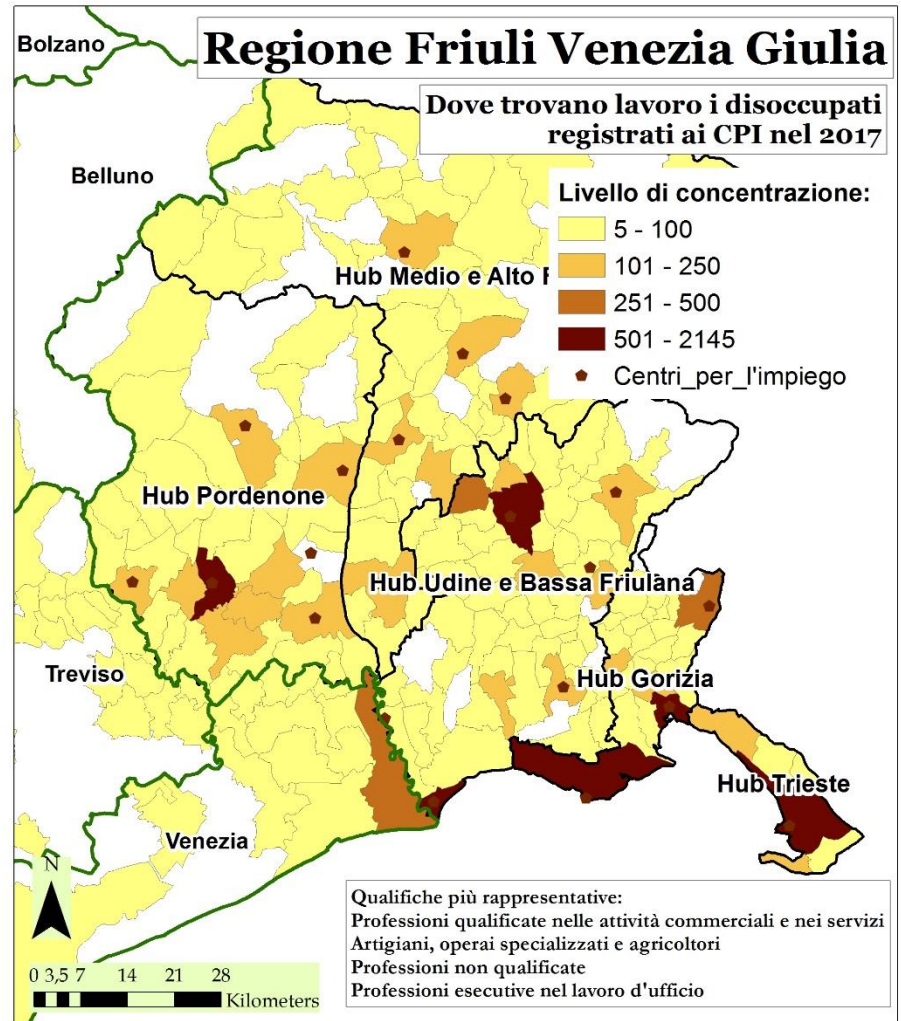 Bolzano
Regione Friuli Venezia Giulia
Dove trovano lavoro i disoccupati
registrati ai CPI nel 2017
Belluno
Livello di concentrazione:
5 - 100
101 - 250
251 - 500
501 - 2145
Centri_per_l'impiego
Hub Medio e Alto F
Hub Pordenone
Hub Udine e Bassa Friulana
Treviso
Hub Gorizia
Hub Trieste
Venezia
N
0 3,5 7 14 21 28
Kilometers
Qualifiche più rappresentative:
Professioni qualificate nelle attività commerciali e nei servizi
Artigiani, operai specializzati e agricoltori
Professioni non qualificate
Professioni esecutive nel lavoro d'ufficio